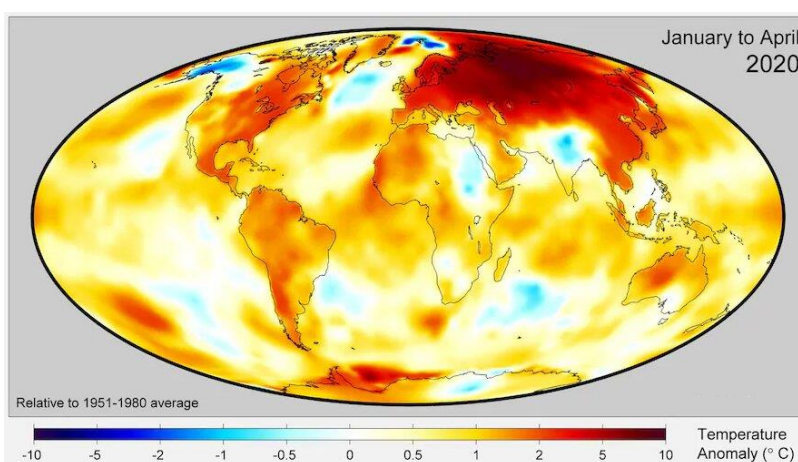 January to April
2020
Relative to 1951-1980 average
-10 -5 -2 -1 -0.5 0 0.5 1 2 5 10
Temperature
Anomaly (° C)